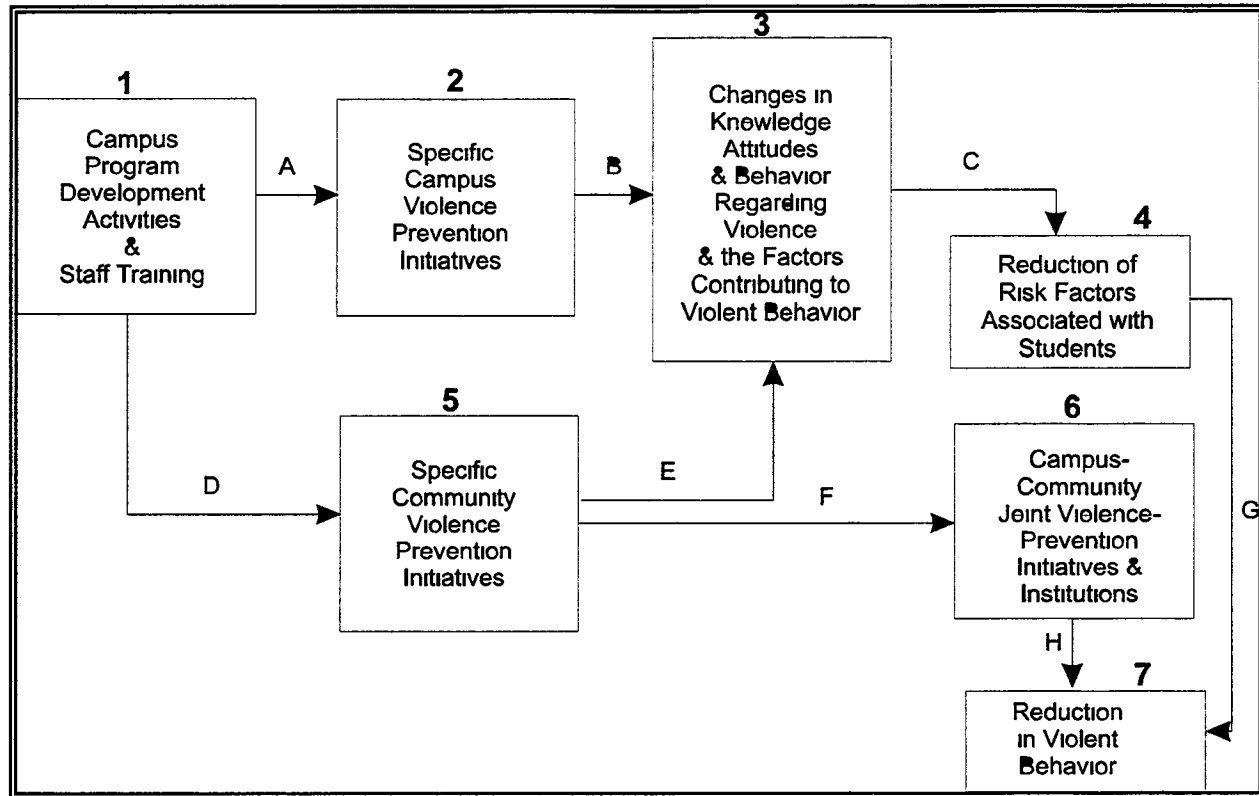 1
Campus
Program
Development
Activities
&
Staff Training
A
2
Specific
Campus
Violence
Prevention
Initiatives
B
3
Changes in
Knowledge
Attitudes
& Behavior
Regarding
Violence
& the Factors
Contributing to
Violent Behavior
C
4
Reduction of
Risk Factors
Associated with
Students
D
5
Specific
Community
Violence
Prevention
Initiatives
E
F
6
Campus-
Community
Joint Violence-
Prevention
Initiatives &
Institutions
G
H
7
Reduction
in Violent
Behavior